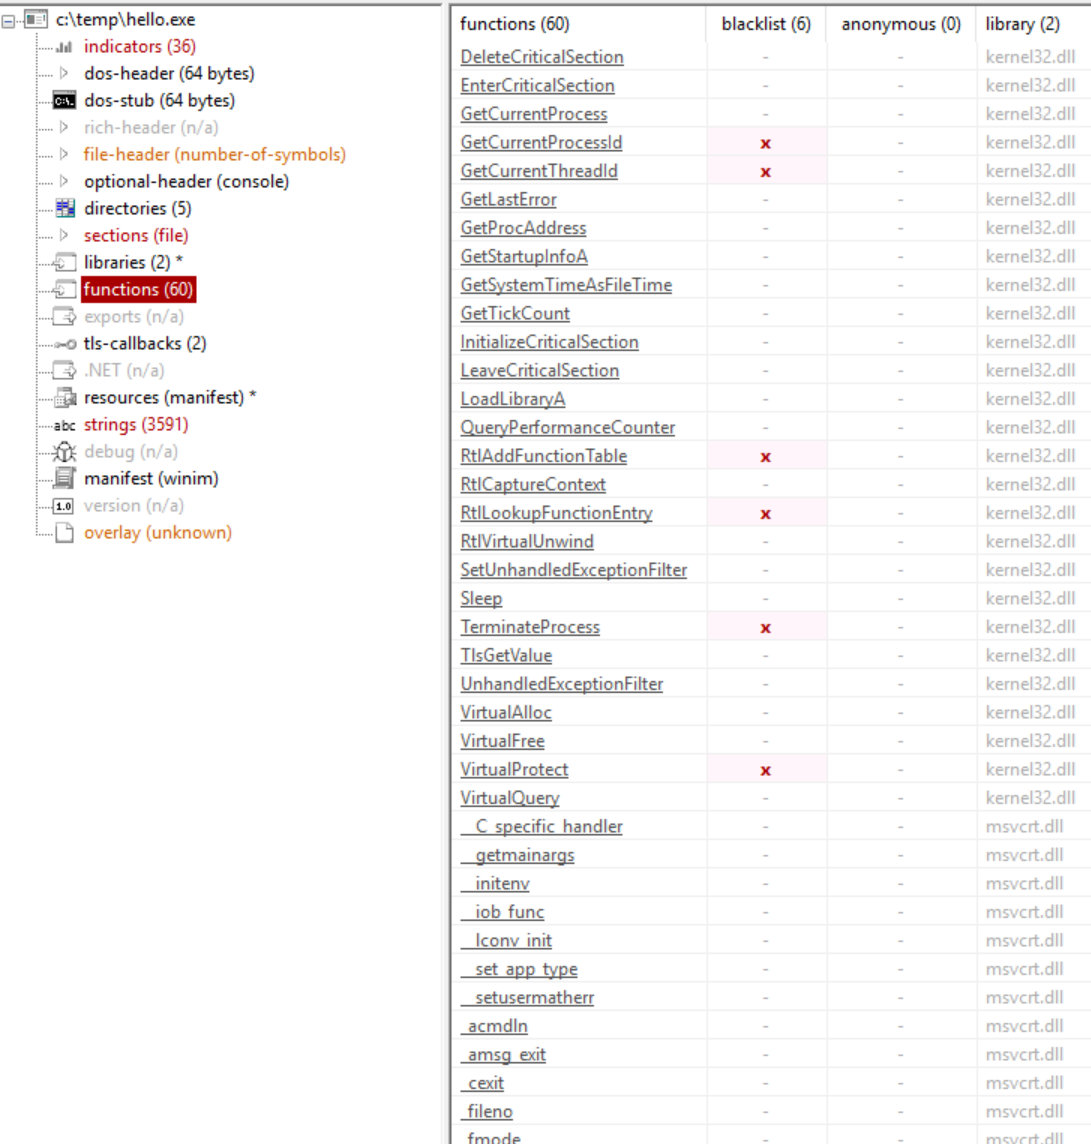 c:\temp\hello.exe
indicators (36)
dos-header (64 bytes)
dos-stub (64 bytes)
rich-header (n/a)
file-header (number-of-symbols)
optional-header (console)
directories (5)
sections (file)
libraries (2) *
functions (60)
exports (n/a)
tls-callbacks (2)
.NET (n/a)
resources (manifest) *
abc strings (3591)
debug (n/a)
manifest (winim)
1.0 version (n/a)
overlay (unknown)
functions (60) blacklist (6) anonymous (0) library (2)
DeleteCriticalSection - - kernel32.dll
EnterCriticalSection - - kernel32.dll
GetCurrentProcess - - kernel32.dll
GetCurrentProcessId x - kernel32.dll
GetCurrentThreadId x - kernel32.dll
GetLastError - - kernel32.dll
GetProcAddress - - kernel32.dll
GetStartupInfoA - - kernel32.dll
GetSystemTimeAsFileTime - - kernel32.dll
GetTickCount - - kernel32.dll
InitializeCriticalSection - - kernel32.dll
LeaveCriticalSection - - kernel32.dll
LoadLibraryA - - kernel32.dll
QueryPerformanceCounter - - kernel32.dll
RtlAddFunctionTable x - kernel32.dll
RtlCaptureContext - - kernel32.dll
RtlLookupFunctionEntry x - kernel32.dll
RtlVirtualUnwind - - kernel32.dll
SetUnhandledExceptionFilter - - kernel32.dll
Sleep - - kernel32.dll
TerminateProcess x - kernel32.dll
TlsGetValue - - kernel32.dll
UnhandledExceptionFilter - - kernel32.dll
VirtualAlloc - - kernel32.dll
VirtualFree - - kernel32.dll
VirtualProtect x - kernel32.dll
VirtualQuery - - kernel32.dll
__C_specific_handler - - msvcrt.dll
__getmainargs - - msvcrt.dll
__initenv - - msvcrt.dll
__iob_func - - msvcrt.dll
__lconv_init - - msvcrt.dll
__set_app_type - - msvcrt.dll
__setusermatherr - - msvcrt.dll
_acmdln - - msvcrt.dll
_amsg_exit - - msvcrt.dll
_cexit - - msvcrt.dll
_fileno - - msvcrt.dll
_fmode - - msvcrt.dll